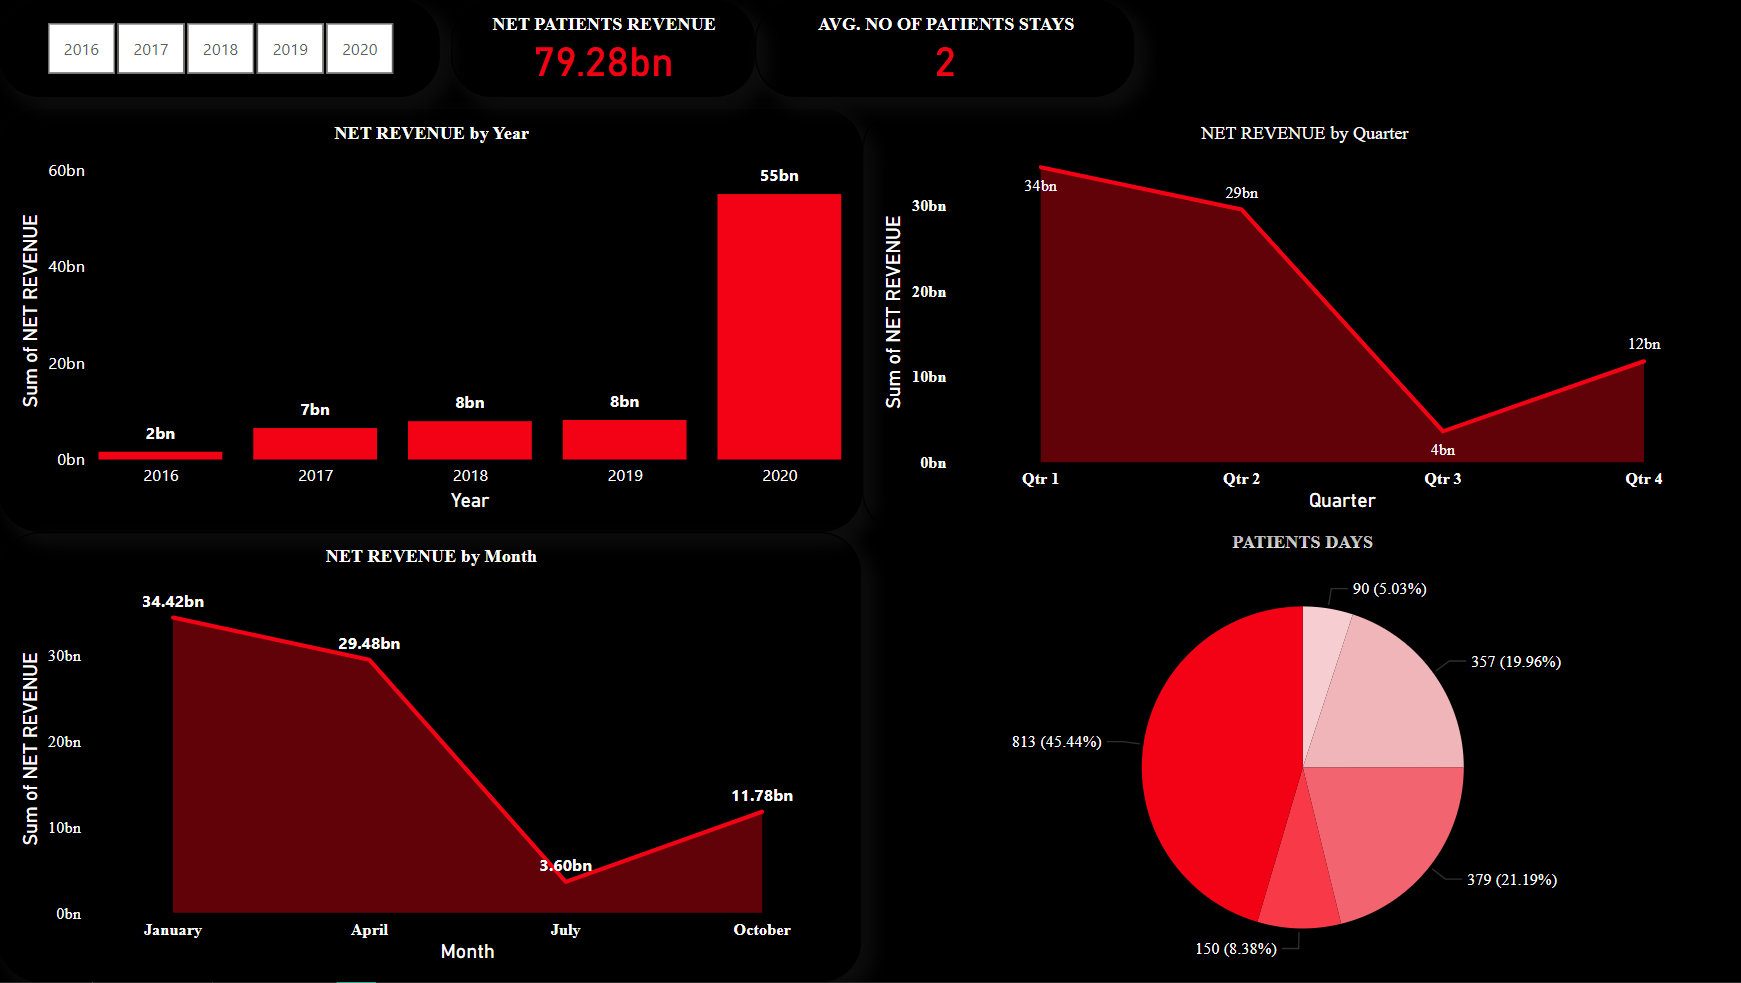 2016 2017 2018 2019 2020
NET PATIENTS REVENUE
79.28bn
AVG. NO OF PATIENTS STAYS
2
NET REVENUE by Year
Sum of NET REVENUE
60bn
40bn
20bn
0bn
2bn
7bn
8bn
8bn
55bn
2016 2017 2018 2019 2020
Year
NET REVENUE by Quarter
Sum of NET REVENUE
30bn
20bn
10bn
0bn
34bn
29bn
4bn
12bn
Qtr 1 Qtr 2 Qtr 3 Qtr 4
Quarter
NET REVENUE by Month
Sum of NET REVENUE
30bn
20bn
10bn
0bn
34.42bn
29.48bn
3.60bn
11.78bn
January April July October
Month
PATIENTS DAYS
90 (5.03%)
357 (19.96%)
813 (45.44%)
379 (21.19%)
150 (8.38%)